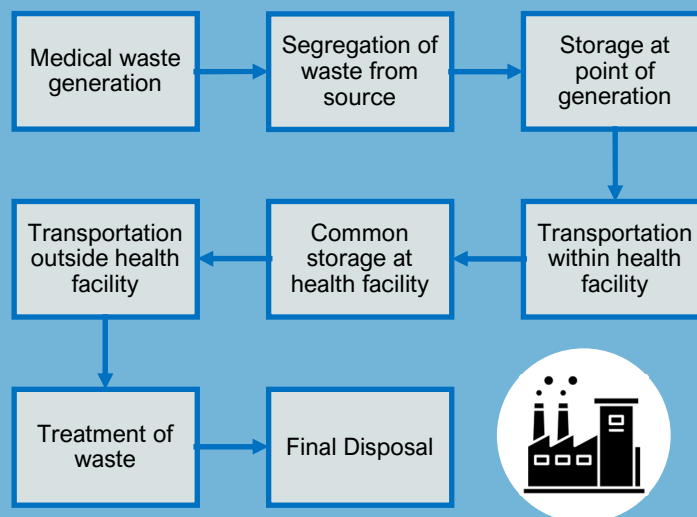 Medical waste
generation
Segregation of
waste from
source
Storage at
point of
generation
Transportation
within health
facility
Common
storage at
health facility
Transportation
outside health
facility
Treatment of
waste
Final Disposal